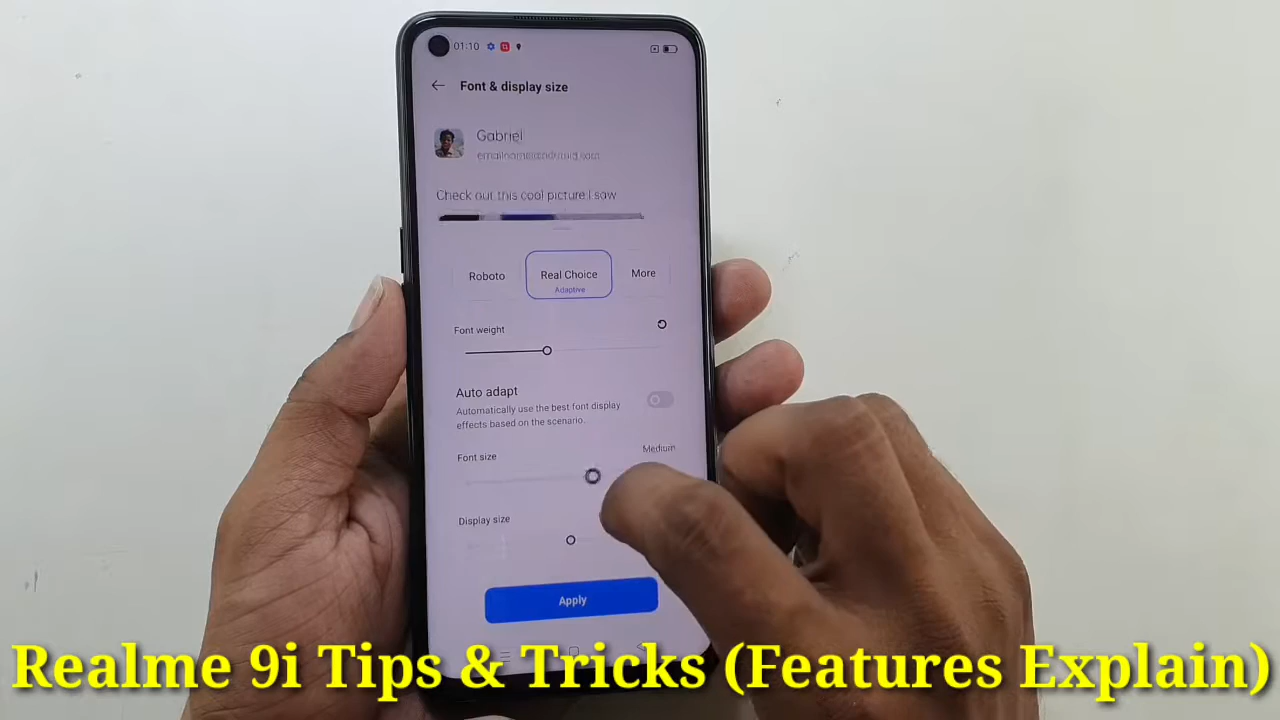 01:10
Font & display size
Gabriel
Check out this cool picture I saw
Roboto
Real Choice
Adaptive
More
Font weight
Auto adapt
Automatically use the best font display
effects based on the scenario.
Font size
Medium
Display size
Apply
Realme 9i Tips & Tricks (Features Explain)